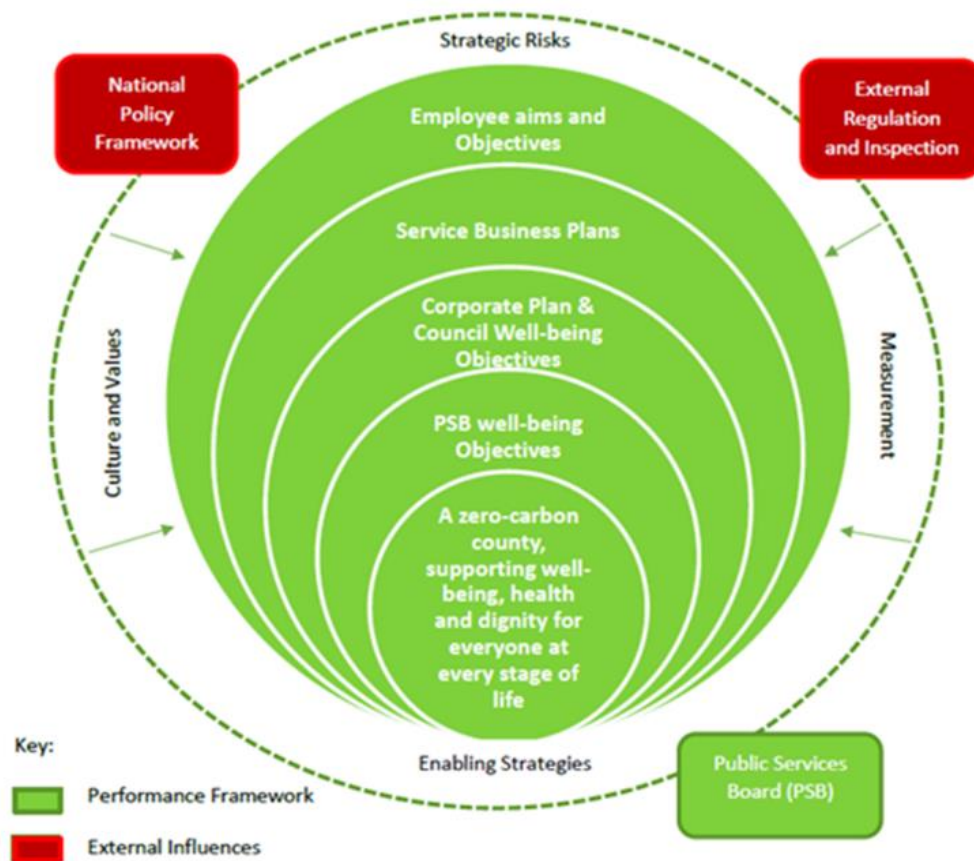 Strategic Risks
National
Policy
Framework
External
Regulation
and Inspection
Employee aims and
Objectives
Service Business Plans
Corporate Plan &
Council Well-being
Objectives
Culture and Values
Measurement
PSB well-being
Objectives
A zero-carbon
county,
supporting well-
being, health
and dignity for
everyone at
every stage of
life
Enabling Strategies
Public Services
Board (PSB)
Key:
Performance Framework
External Influences